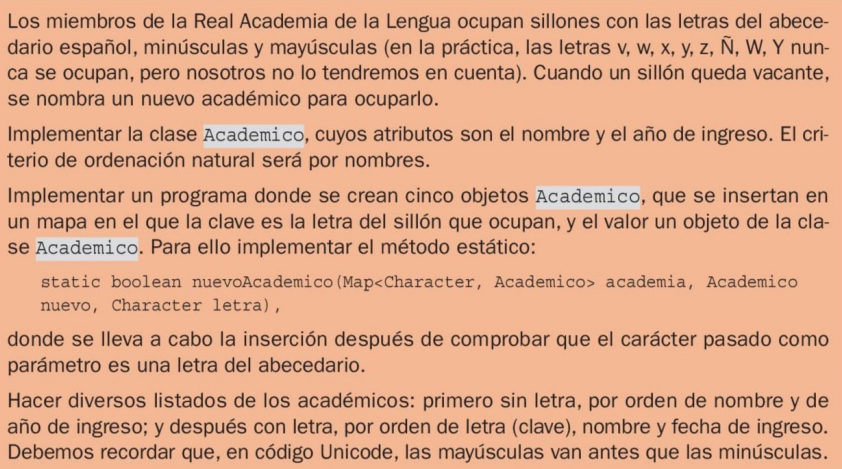 Los miembros de la Real Academia de la Lengua ocupan sillones con las letras del abece-
dario español, minúsculas y mayúsculas (en la práctica, las letras v, w, x, y, z, Ñ, W, Y nun-
ca se ocupan, pero nosotros no lo tendremos en cuenta). Cuando un sillón queda vacante,
se nombra un nuevo académico para ocuparlo.
Implementar la clase Academico, cuyos atributos son el nombre y el año de ingreso. El cri-
terio de ordenación natural será por nombres.
Implementar un programa donde se crean cinco objetos Academico, que se insertan en
un mapa en el que la clave es la letra del sillón que ocupan, y el valor un objeto de la cla-
se Academico. Para ello implementar el método estático:
static boolean nuevoAcademico(Map<Character, Academico> academia, Academico
nuevo, Character letra),
donde se lleva a cabo la inserción después de comprobar que el carácter pasado como
parámetro es una letra del abecedario.
Hacer diversos listados de los académicos: primero sin letra, por orden de nombre y de
año de ingreso; y después con letra, por orden de letra (clave), nombre y fecha de ingreso.
Debemos recordar que, en código Unicode, las mayúsculas van antes que las minúsculas.